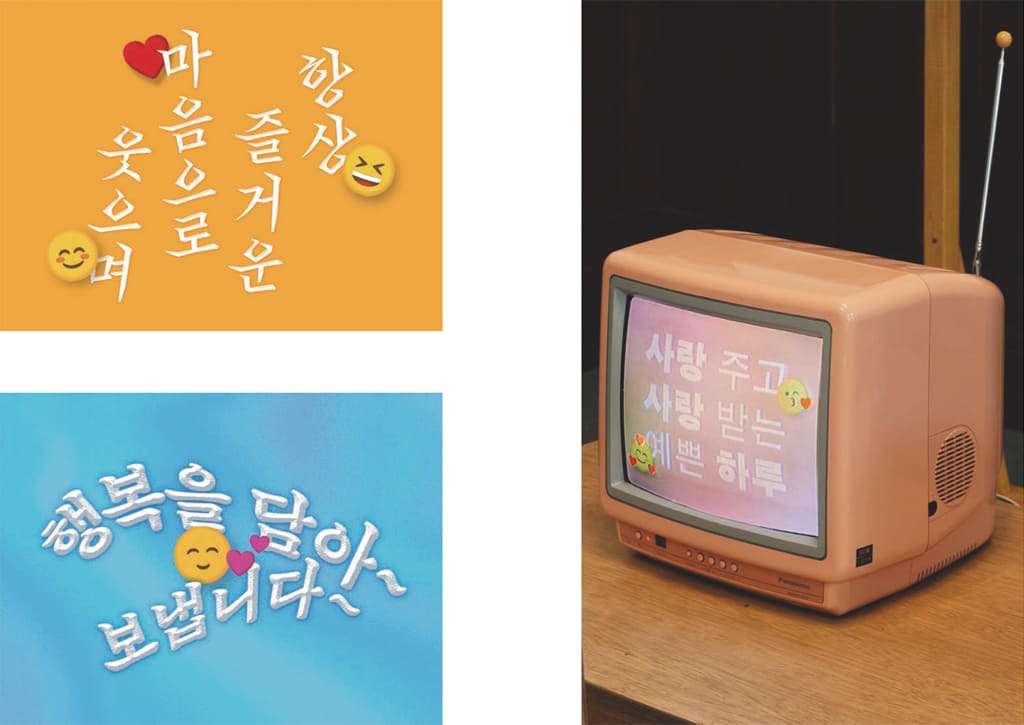 항상
즐거운
마음으로
웃으며
행복을 담아~
보냅니다~
사랑 주고
사랑 받는
예쁜 하루
Panasonic